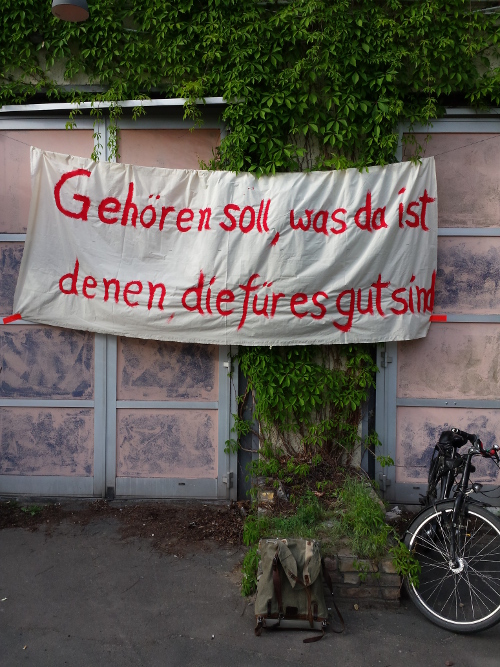 Gehören soll, was da ist
denen, die für es gut sind